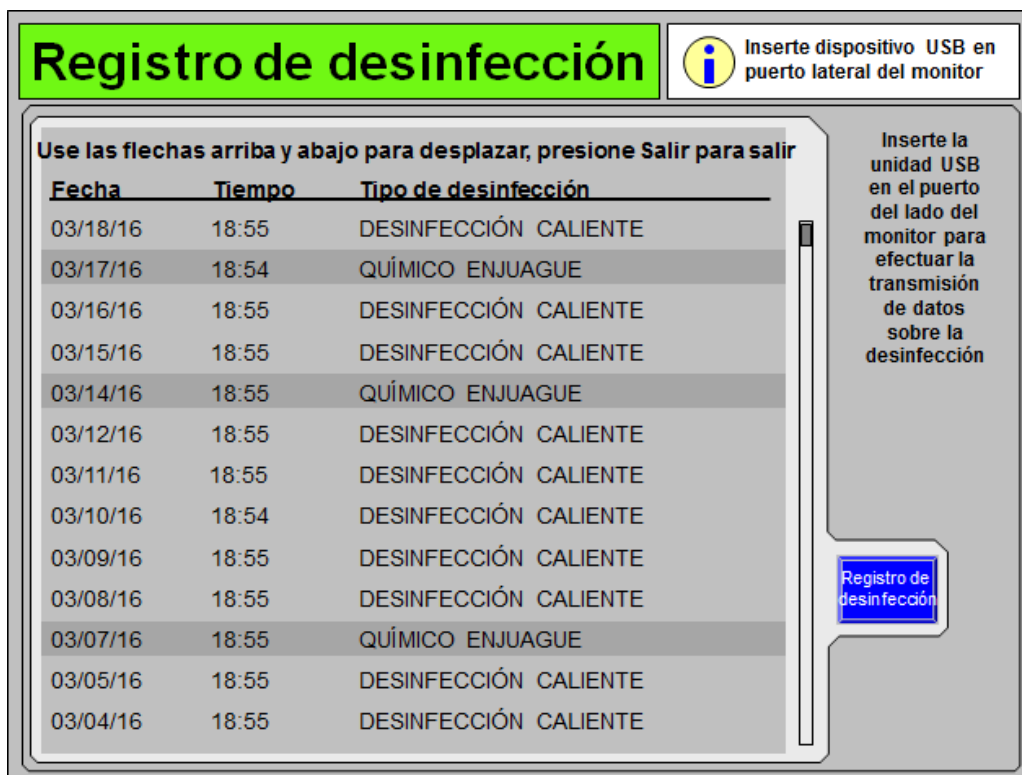 Registro de desinfección
Inserte dispositivo USB en
puerto lateral del monitor
Use las flechas arriba y abajo para desplazar, presione Salir para salir
Fecha Tiempo Tipo de desinfección
03/18/16 18:55 DESINFECCIÓN CALIENTE
03/17/16 18:54 QUÍMICO ENJUAGUE
03/16/16 18:55 DESINFECCIÓN CALIENTE
03/15/16 18:55 DESINFECCIÓN CALIENTE
03/14/16 18:55 QUÍMICO ENJUAGUE
03/12/16 18:55 DESINFECCIÓN CALIENTE
03/11/16 18:55 DESINFECCIÓN CALIENTE
03/10/16 18:54 DESINFECCIÓN CALIENTE
03/09/16 18:55 DESINFECCIÓN CALIENTE
03/08/16 18:55 DESINFECCIÓN CALIENTE
03/07/16 18:55 QUÍMICO ENJUAGUE
03/05/16 18:55 DESINFECCIÓN CALIENTE
03/04/16 18:55 DESINFECCIÓN CALIENTE
Inserte la
unidad USB
en el puerto
del lado del
monitor para
efectuar la
transmisión
de datos
sobre la
desinfección
Registro de
desinfección